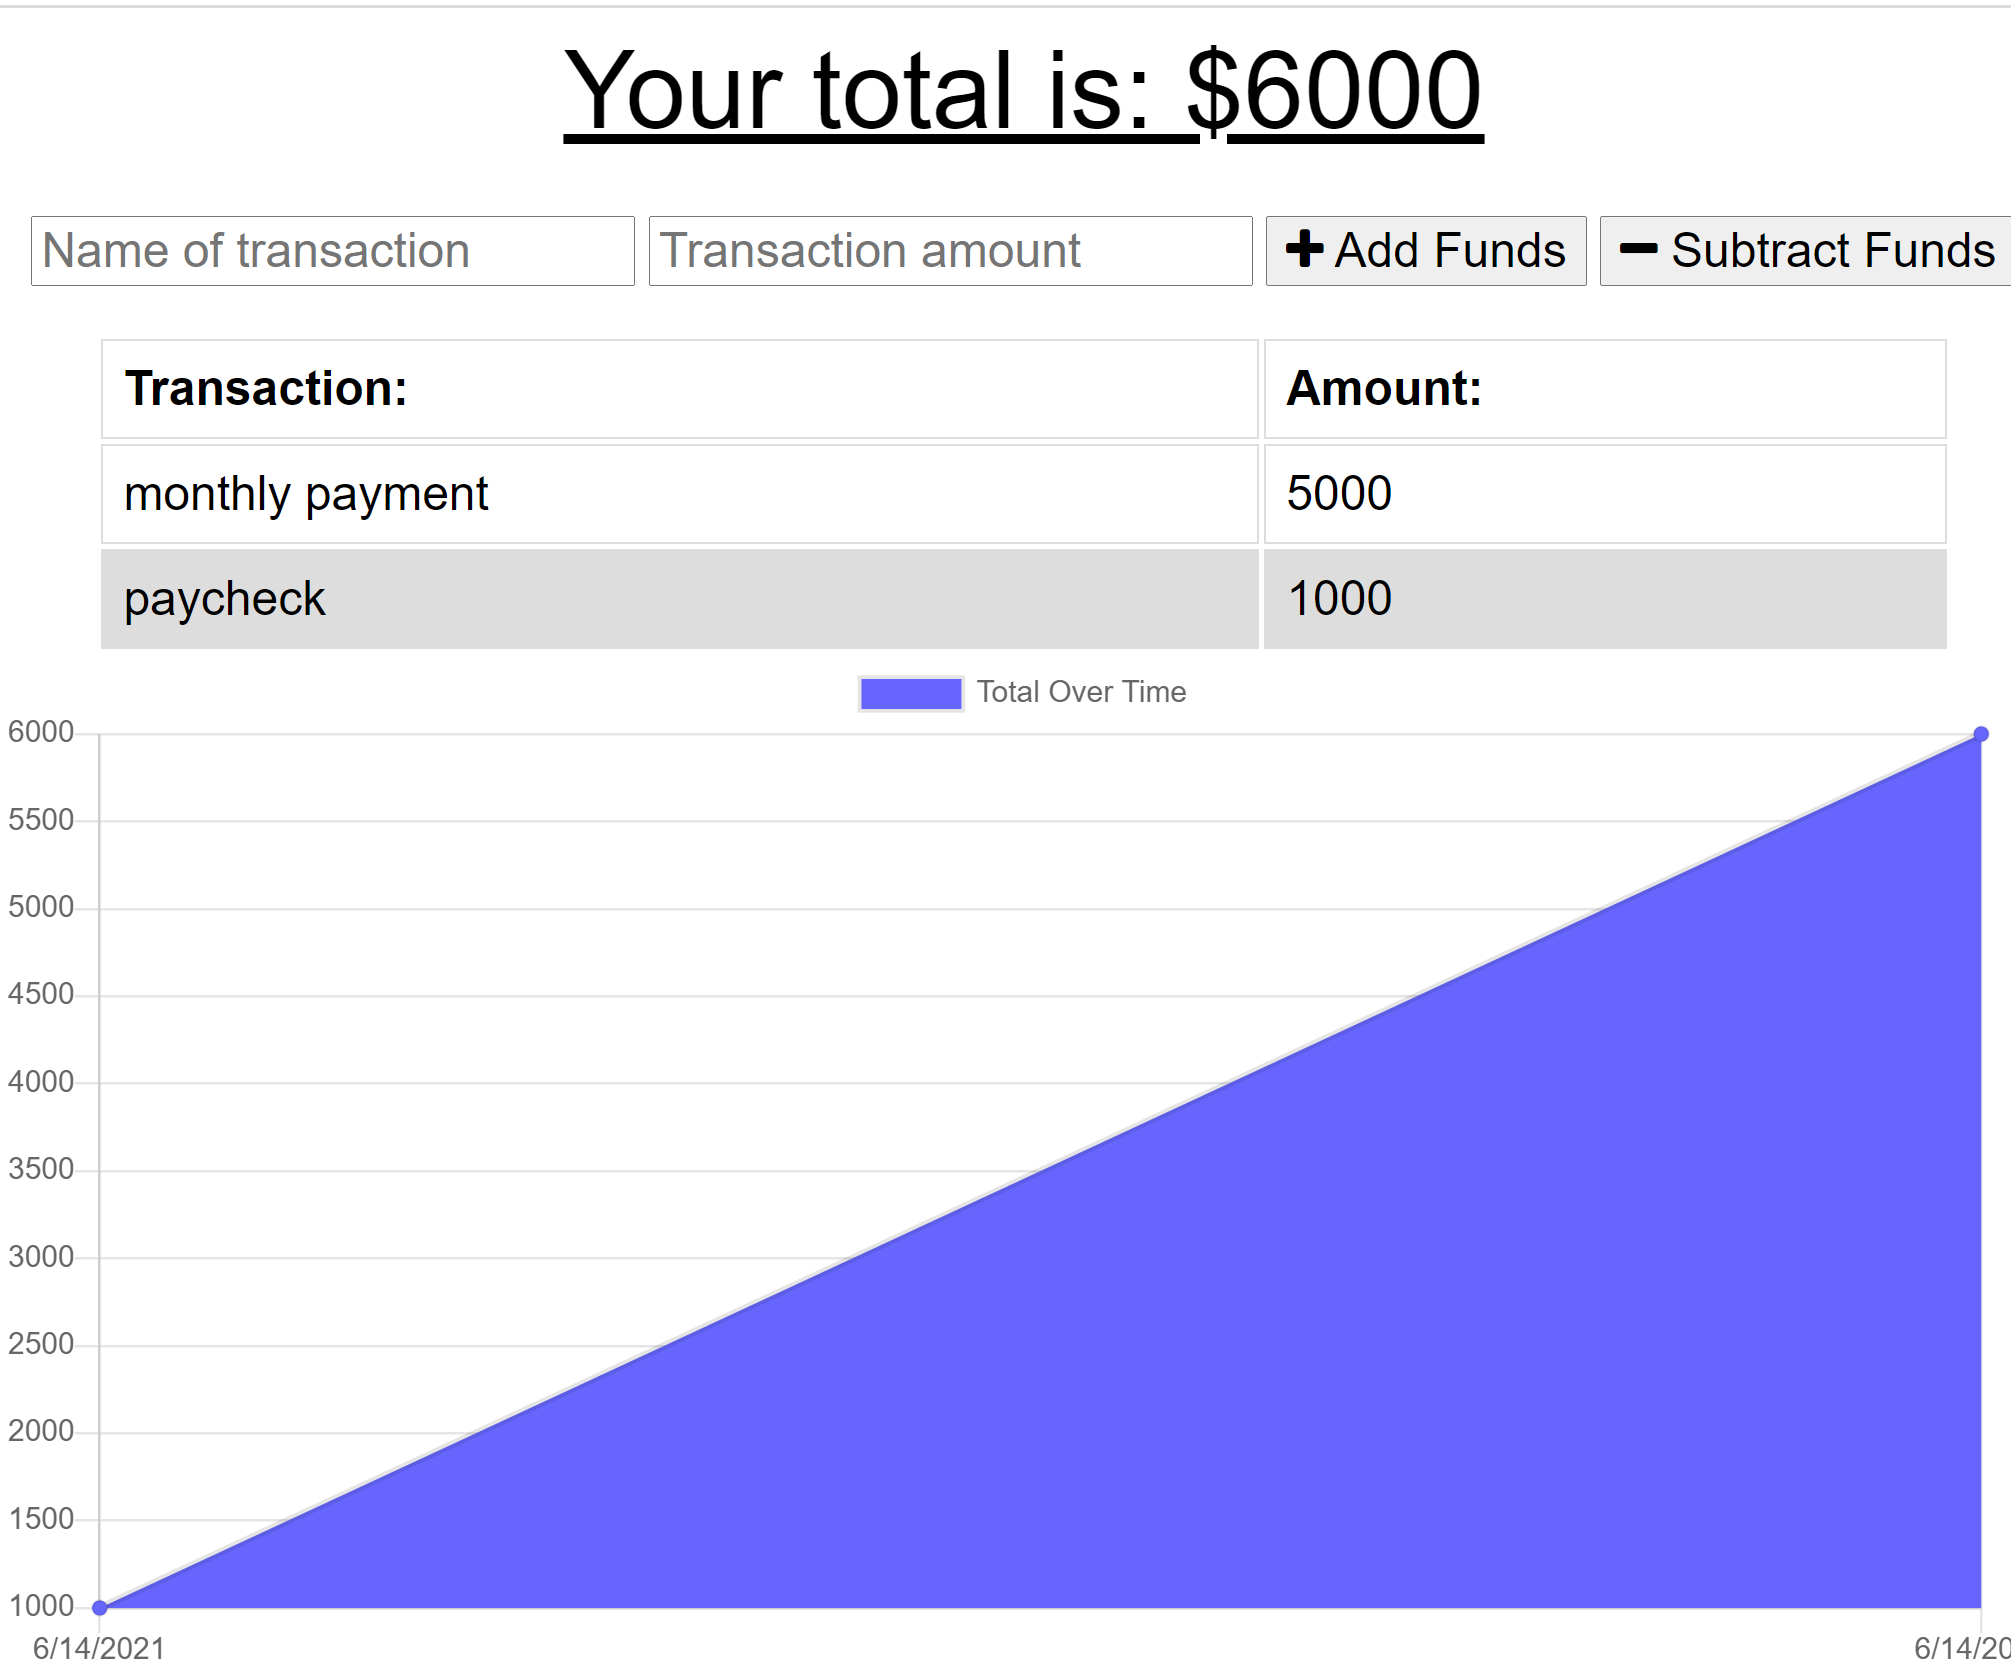 Your total is: $6000
Name of transaction Transaction amount Add Funds Subtract Funds
Transaction: Amount:
monthly payment 5000
paycheck 1000
Total Over Time
6000
5500
5000
4500
4000
3500
3000
2500
2000
1500
1000
6/14/2021 6/14/20